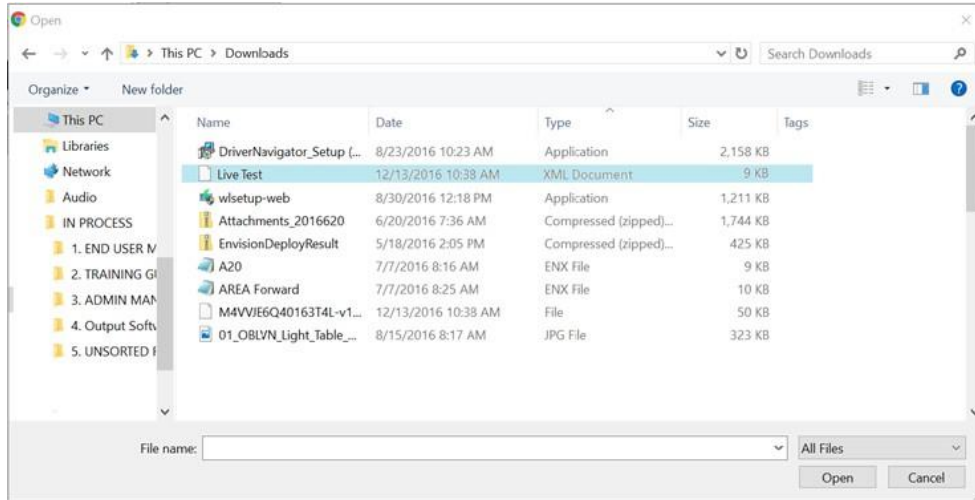 Open
This PC > Downloads
Search Downloads
Organize
New folder
This PC
Libraries
Network
Audio
IN PROCESS
1. END USER M
2. TRAINING GU
3. ADMIN MAN
4. Output Softw
5. UNSORTED F
Name Date Type Size Tags
DriverNavigator_Setup (... 8/23/2016 10:23 AM Application 2,158 KB
Live Test 12/13/2016 10:38 AM XML Document 9 KB
wlsetup-web 8/30/2016 12:18 PM Application 1,211 KB
Attachments_2016620 6/20/2016 7:36 AM Compressed (zipped)... 1,744 KB
EnvisionDeployResult 5/18/2016 2:05 PM Compressed (zipped)... 425 KB
A20 7/7/2016 8:16 AM ENX File 9 KB
AREA Forward 7/7/2016 8:25 AM ENX File 10 KB
M4VVJE6Q40163T4L-v1... 12/13/2016 10:38 AM File 50 KB
01_OBLVN_Light_Table_... 8/15/2016 8:17 AM JPG File 323 KB
File name:
All Files
Open Cancel